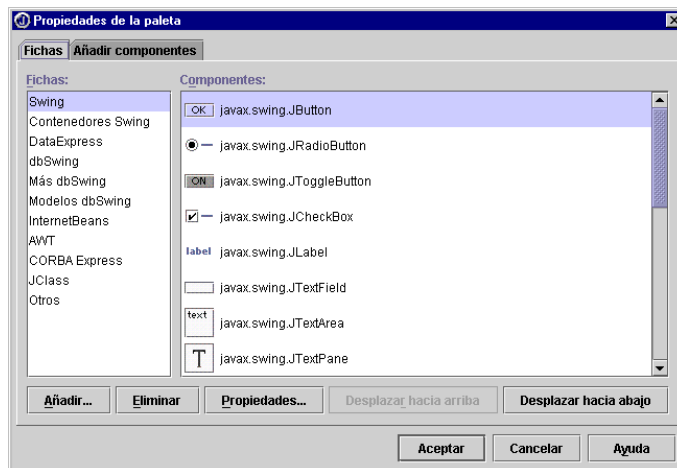 Propiedades de la paleta
Fichas Añadir componentes
Fichas: Componentes:
Swing
Contenedores Swing
DataExpress
dbSwing
Más dbSwing
Modelos dbSwing
InternetBeans
AWT
CORBA Express
JClass
Otros
OK javax.swing.JButton
javax.swing.JRadioButton
ON javax.swing.JToggleButton
javax.swing.JCheckBox
label javax.swing.JLabel
javax.swing.JTextField
text javax.swing.JTextArea
T javax.swing.JTextPane
Añadir... Eliminar Propiedades... Desplazar hacia arriba Desplazar hacia abajo
Aceptar Cancelar Ayuda